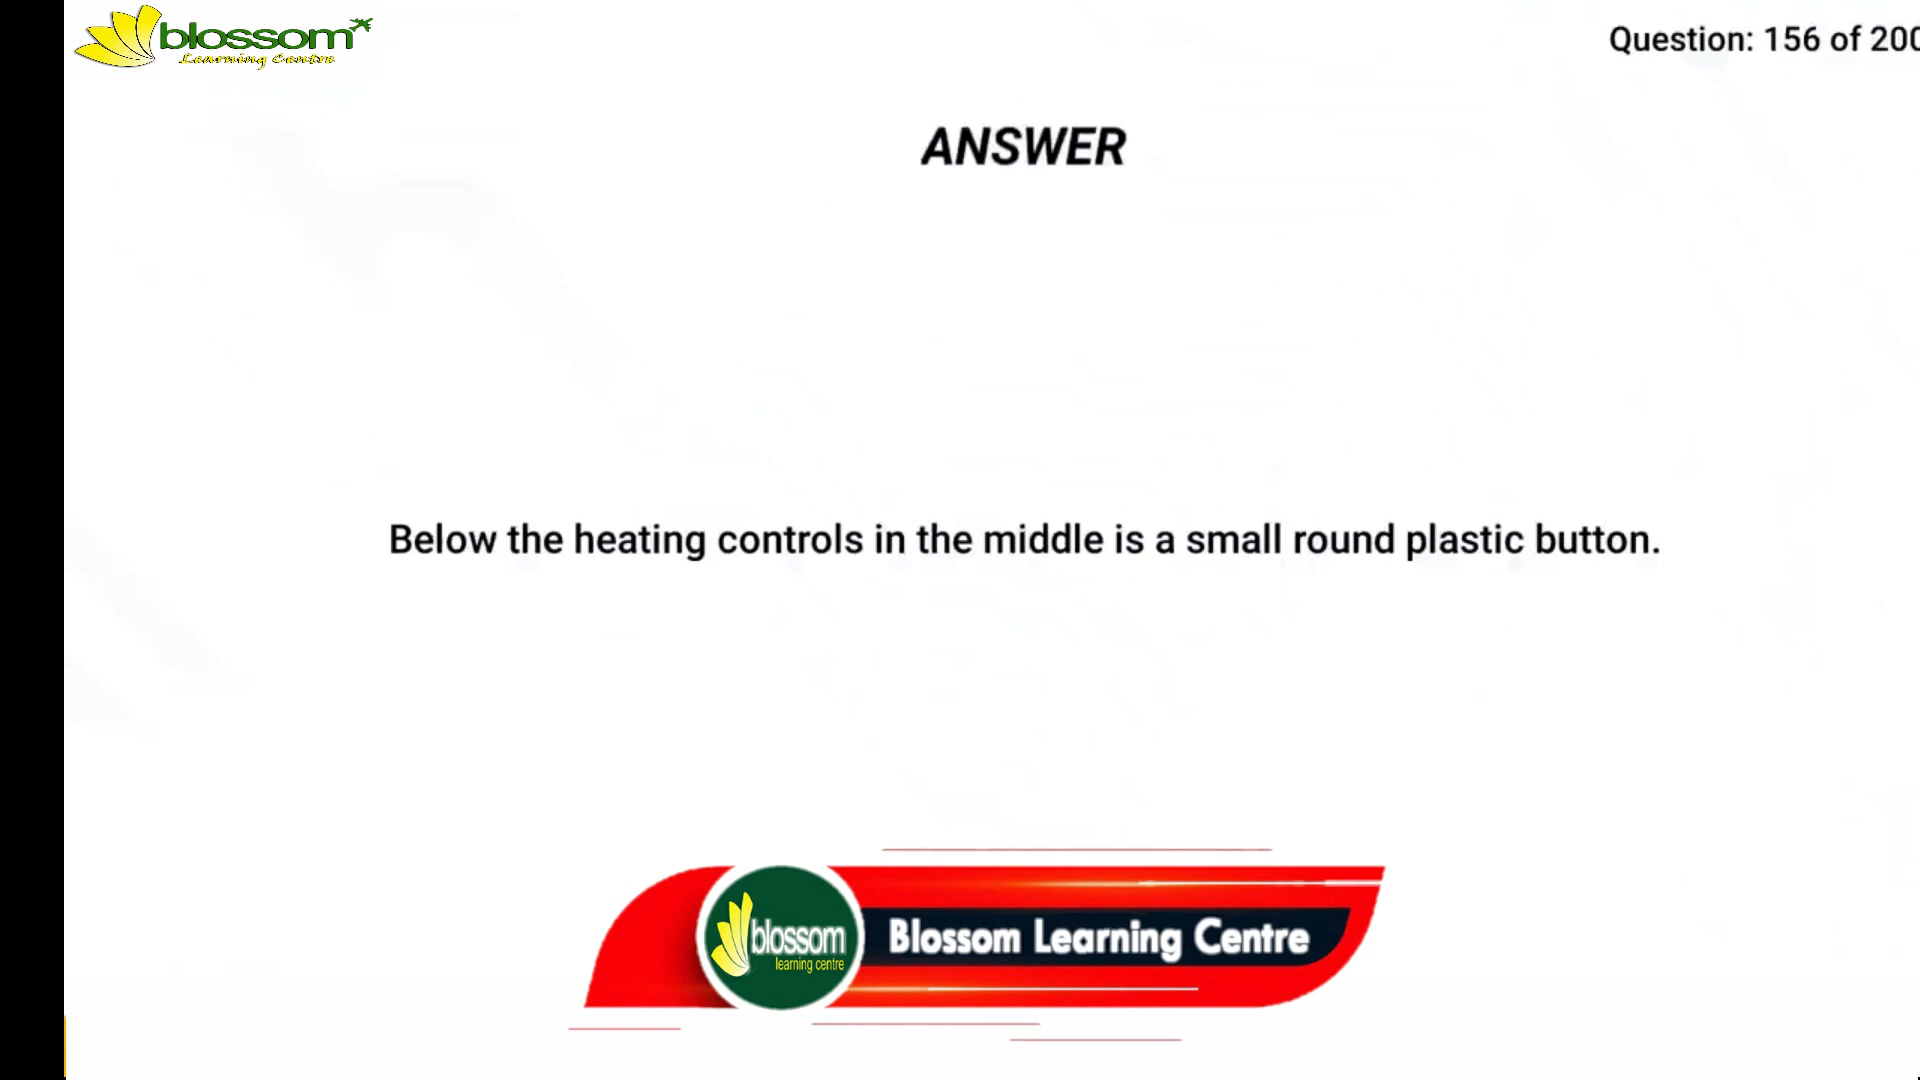 blossom
Learning Centre
Question: 156 of 200
ANSWER
Below the heating controls in the middle is a small round plastic button.
blossom
learning centre
Blossom Learning Centre